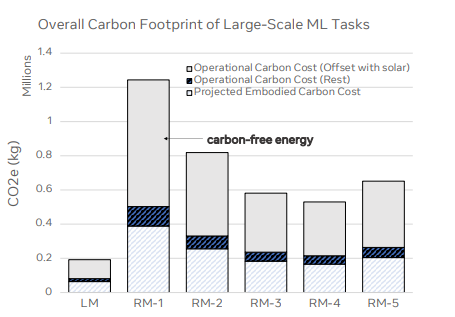 Overall Carbon Footprint of Large-Scale ML Tasks
Millions
CO2e (kg)
1.4
1.2
1
0.8
0.6
0.4
0.2
0
Operational Carbon Cost (Offset with solar)
Operational Carbon Cost (Rest)
Projected Embodied Carbon Cost
carbon-free energy
LM RM-1 RM-2 RM-3 RM-4 RM-5